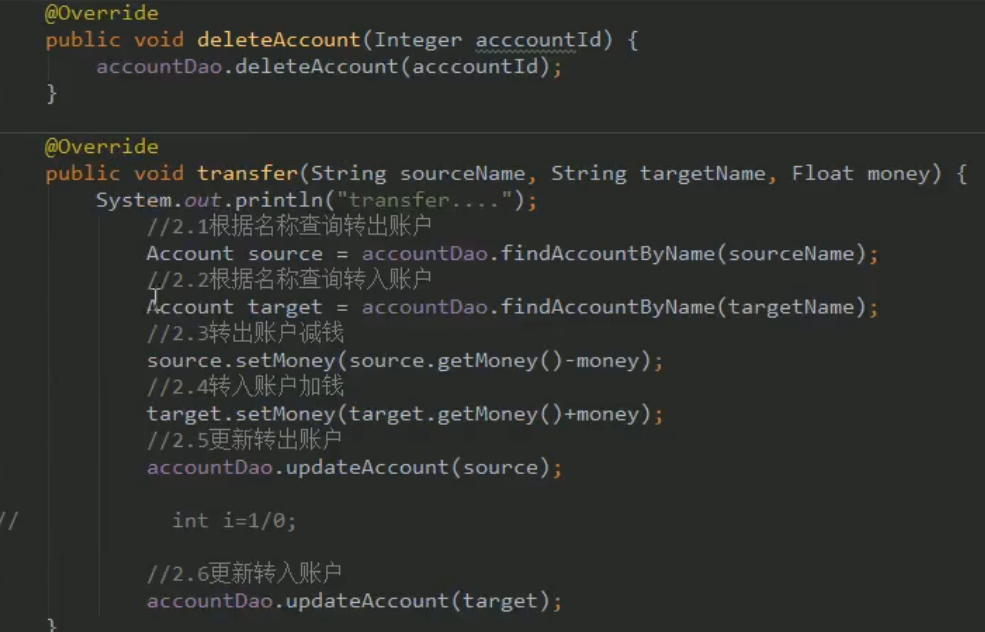 @Override
public void deleteAccount(Integer acccountId) {
accountDao.deleteAccount(acccountId);
}
@Override
public void transfer(String sourceName, String targetName, Float money) {
System.out.println("transfer....");
//2.1根据名称查询转出账户
Account source = accountDao.findAccountByName(sourceName);
//2.2根据名称查询转入账户
Account target = accountDao.findAccountByName(targetName);
//2.3转出账户减钱
source.setMoney(source.getMoney()-money);
//2.4转入账户加钱
target.setMoney(target.getMoney()+money);
//2.5更新转出账户
accountDao.updateAccount(source);
// int i=1/0;
//2.6更新转入账户
accountDao.updateAccount(target);
}